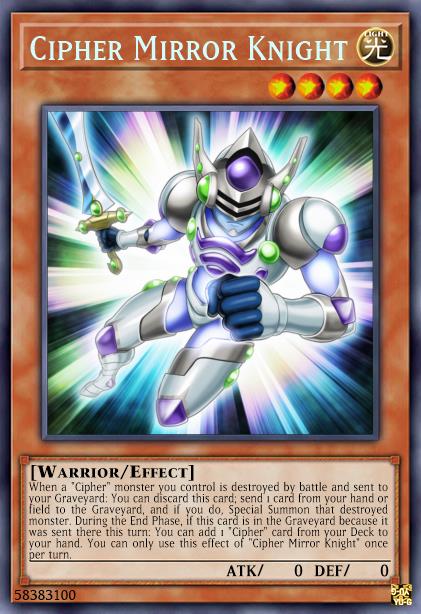 CIPHER MIRROR KNIGHT
LIGHT
光
[WARRIOR/EFFECT]
When a "Cipher" monster you control is destroyed by battle and sent to
your Graveyard: You can discard this card; send 1 card from your hand or
field to the Graveyard, and if you do, Special Summon that destroyed
monster. During the End Phase, if this card is in the Graveyard because it
was sent there this turn: You can add 1 "Cipher" card from your Deck to
your hand. You can only use this effect of "Cipher Mirror Knight" once
per turn.
ATK/ 0 DEF/ 0
58383100